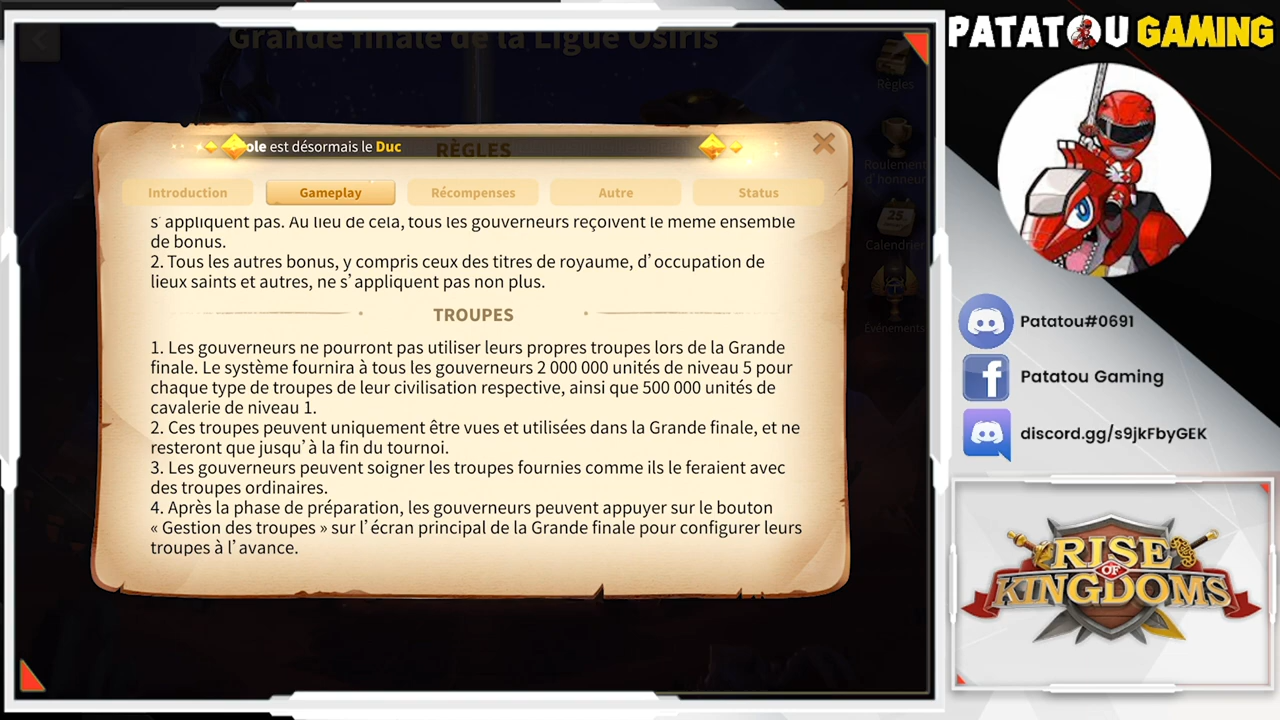 Grande finale de la Ligue Osiris
ole est désormais le Duc
RÈGLES
Introduction
Gameplay
Récompenses
Autre
Status
s'appliquent pas. Au lieu de cela, tous les gouverneurs reçoivent le même ensemble
de bonus.
2. Tous les autres bonus, y compris ceux des titres de royaume, d'occupation de
lieux saints et autres, ne s'appliquent pas non plus.
TROUPES
1. Les gouverneurs ne pourront pas utiliser leurs propres troupes lors de la Grande
finale. Le système fournira à tous les gouverneurs 2 000 000 unités de niveau 5 pour
chaque type de troupes de leur civilisation respective, ainsi que 500 000 unités de
cavalerie de niveau 1.
2. Ces troupes peuvent uniquement être vues et utilisées dans la Grande finale, et ne
resteront que jusqu'à la fin du tournoi.
3. Les gouverneurs peuvent soigner les troupes fournies comme ils le feraient avec
des troupes ordinaires.
4. Après la phase de préparation, les gouverneurs peuvent appuyer sur le bouton
« Gestion des troupes » sur l'écran principal de la Grande finale pour configurer leurs
troupes à l'avance.
Règles
Roulement
d'honneur
25
Calendrier
Événements
PATATOU GAMING
Patatou#0691
Patatou Gaming
discord.gg/s9jkFbyGEK
RISE
OF
KINGDOMS